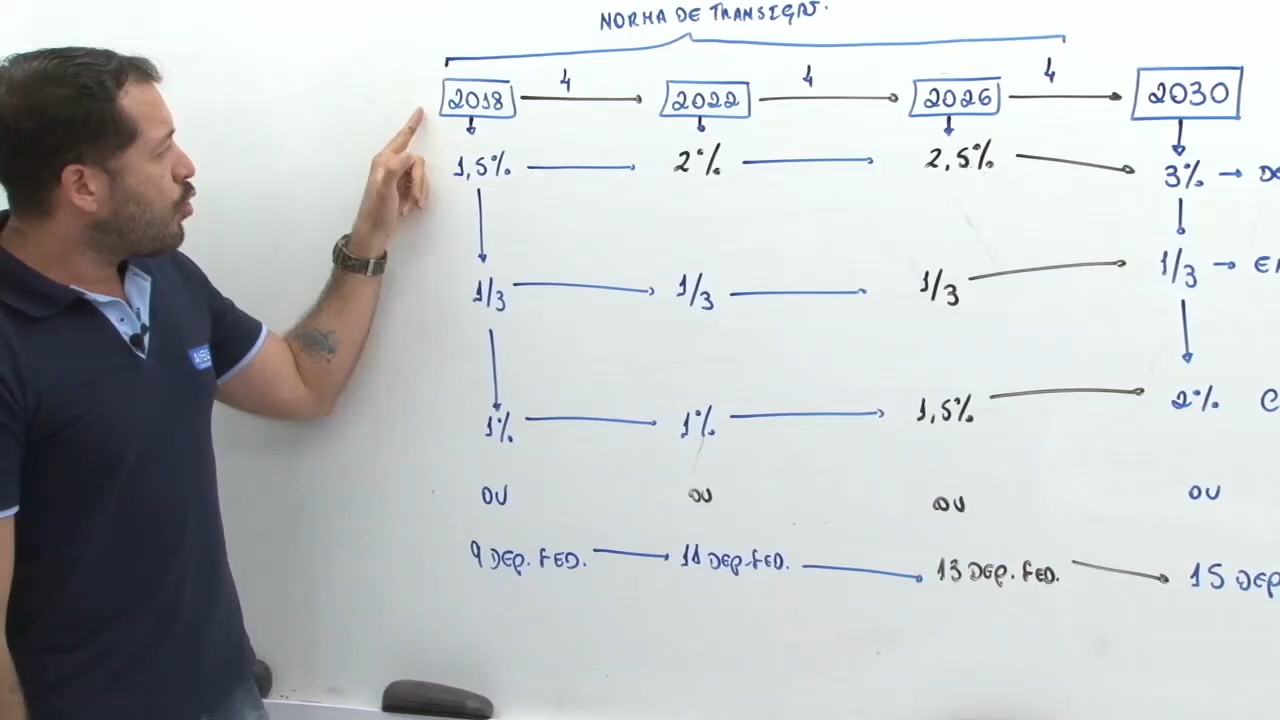 NORMA DE TRANSIÇÃO.
4 4 4
2018 2022 2026 2030
1,5% 2% 2,5% 3% → DE
1/3 1/3 1/3 1/3 → EM
1% 1% 1,5% 2% C
OU OU OU OU
9 DEP. FED. 11 DEP. FED. 13 DEP. FED. 15 DEP